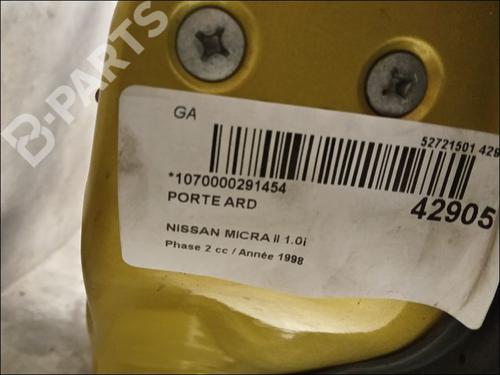 B-PARTS
GA
52721501 429
*1070000291454
42905
PORTE ARD
NISSAN MICRA II 1.0i
Phase 2 cc / Année 1998